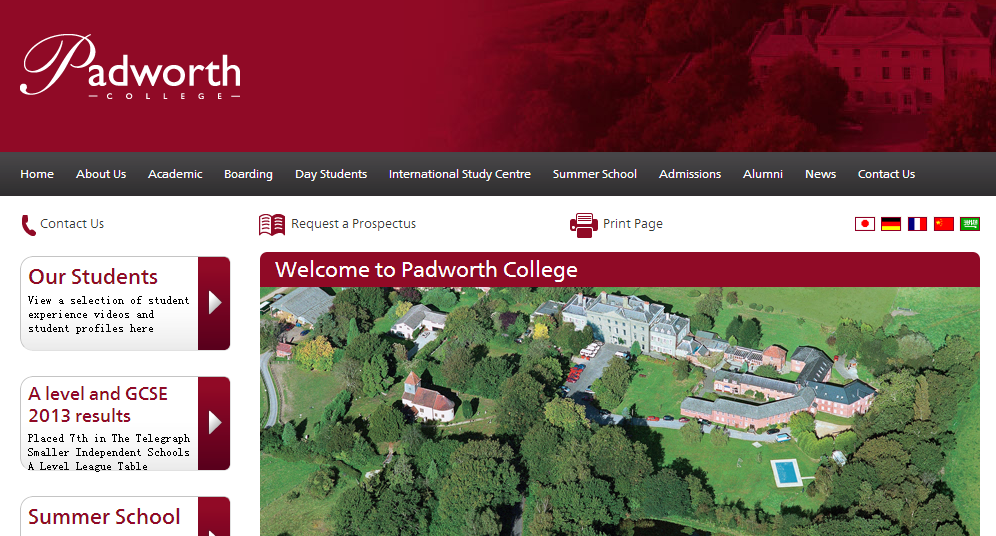 Padworth
COLLEGE
Home About Us Academic Boarding Day Students International Study Centre Summer School Admissions Alumni News Contact Us
Contact Us Request a Prospectus Print Page
Our Students
View a selection of student
experience videos and
student profiles here
A level and GCSE
2013 results
Placed 7th in The Telegraph
Smaller Independent Schools
A Level League Table
Summer School
Welcome to Padworth College